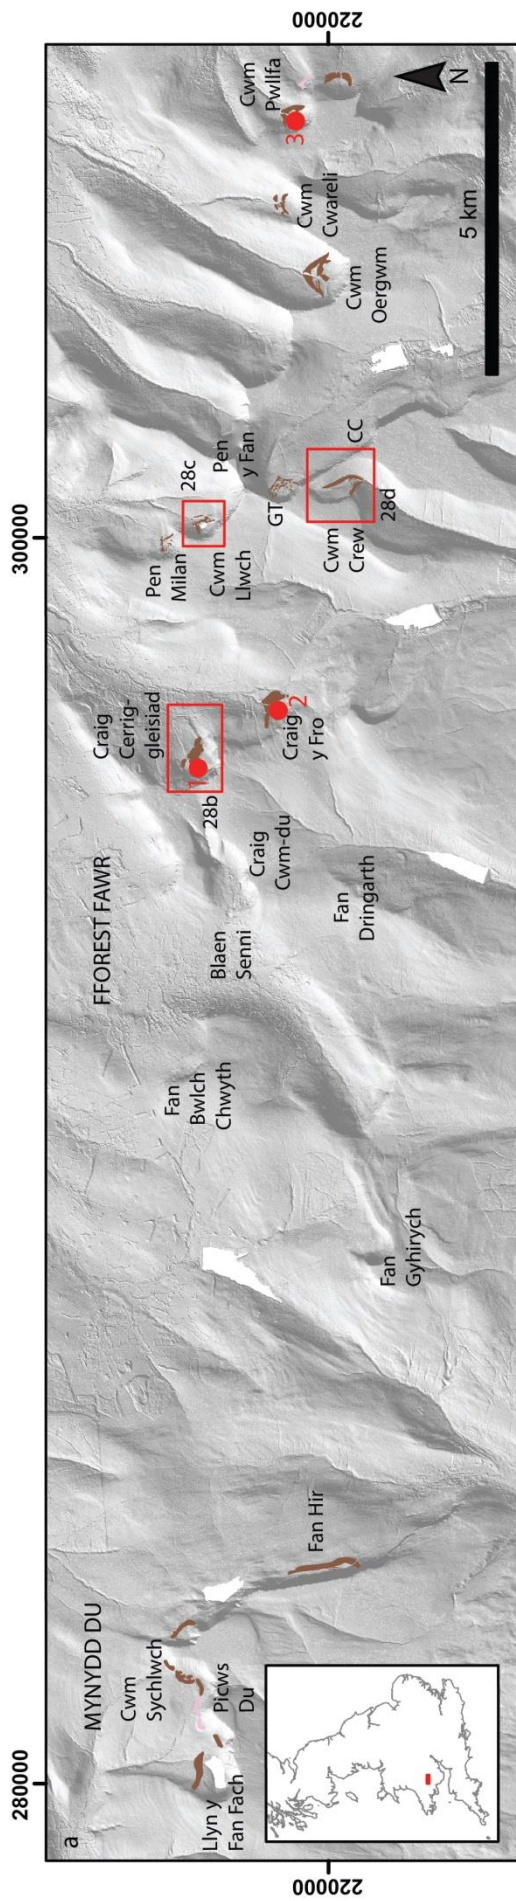 a
280000
300000
220000
220000
MYNYDD DU
Cwm
Sychlwch
Llyn y
Fan Fach
Picws
Du
Fan Hir
FFOREST FAWR
Fan
Bwlch
Chwyth
Fan
Gyhirych
Blaen
Senni
Craig
Cwm-du
Fan
Dringarth
Craig
Cerrig-
gleisiad
1
28b
Craig
y Fro
2
Pen
Milan
28c
Cwm
Llwch
Pen
y Fan
GT
Cwm
Crew
CC
28d
Cwm
Oergwm
Cwm
Cwareli
Cwm
Pwllfa
3
N
5 km